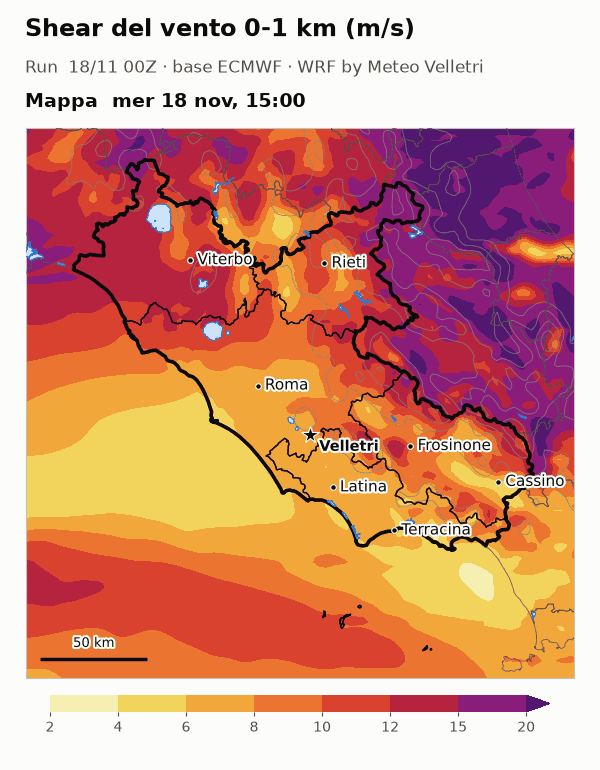 Shear del vento 0-1 km (m/s)
Run  18/11 00Z · base ECMWF · WRF by Meteo Velletri
Mappa  mer 18 nov, 15:00
Viterbo
Rieti
Roma
Velletri
Frosinone
Latina
Cassino
Terracina
50 km
2 4 6 8 10 12 15 20